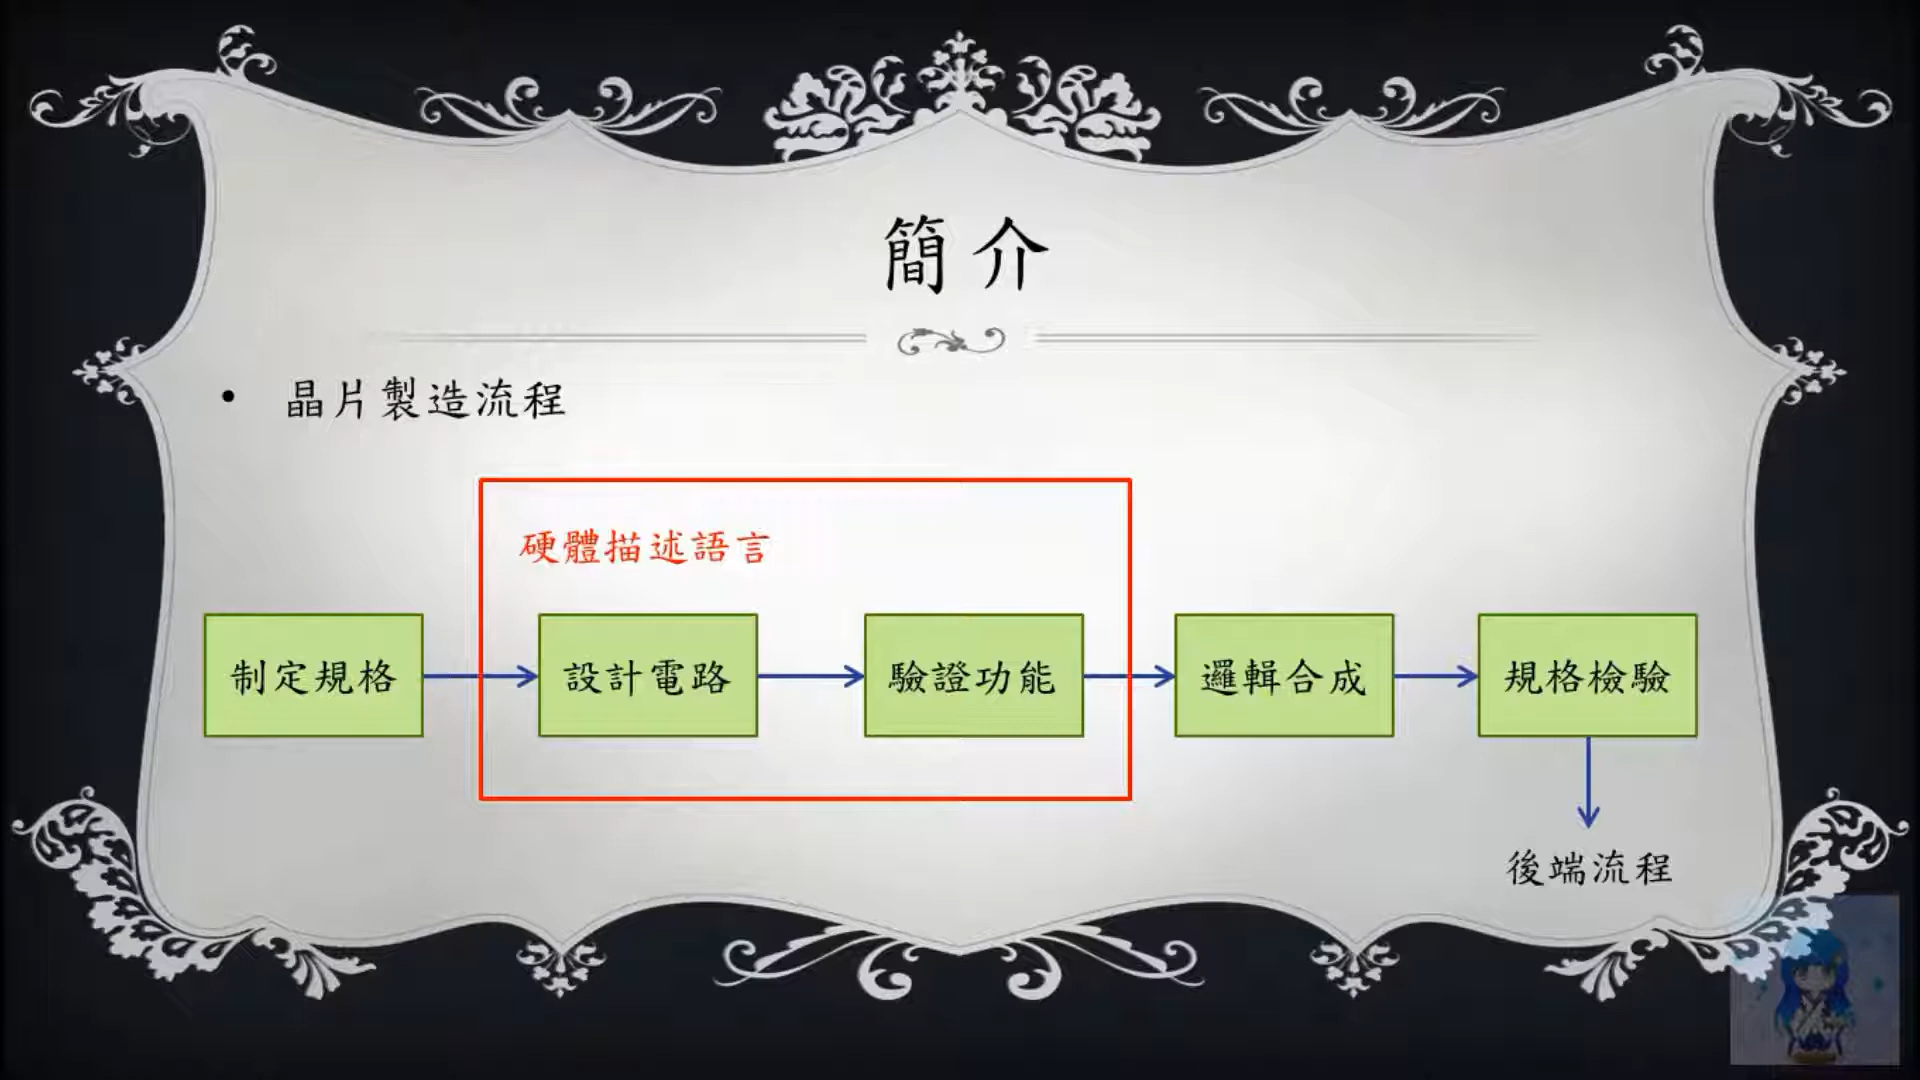 簡介
• 晶片製造流程
硬體描述語言
制定規格
設計電路
驗證功能
邏輯合成
規格檢驗
後端流程